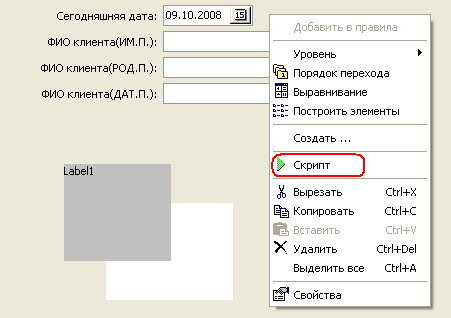 Сегодняшняя дата: 09.10.2008 15
ФИО клиента(ИМ.П.):
ФИО клиента(РОД.П.):
ФИО клиента(ДАТ.П.):
Label1
Добавить в правила
Уровень
Порядок перехода
Выравнивание
Построить элементы
Создать ...
Скрипт
Вырезать Ctrl+X
Копировать Ctrl+C
Вставить Ctrl+V
Удалить Ctrl+Del
Выделить все Ctrl+A
Свойства